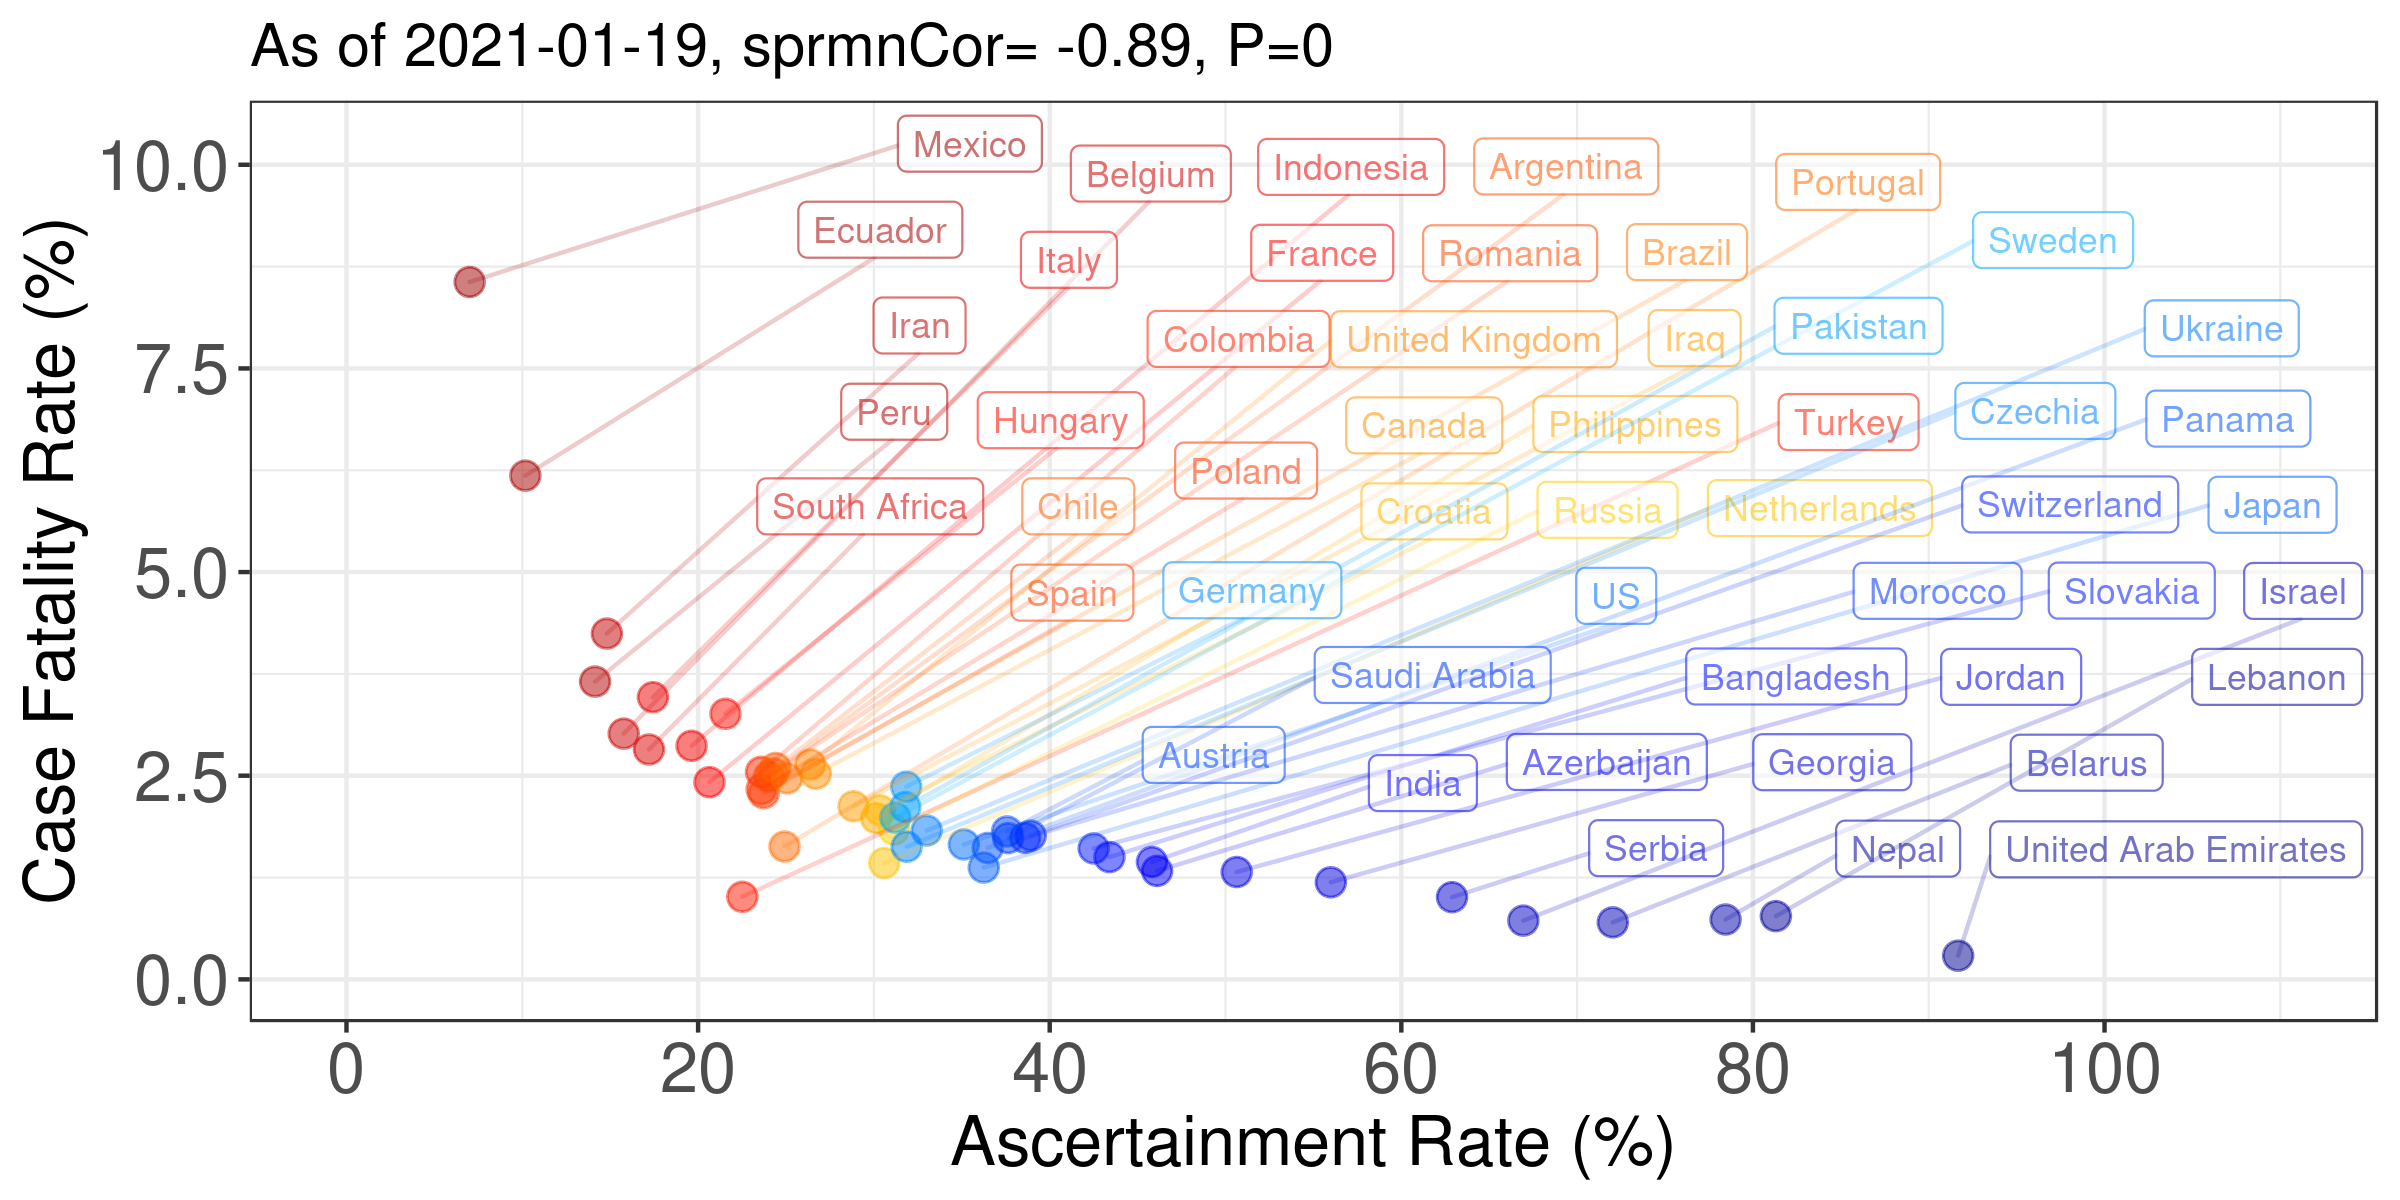 As of 2021-01-19, sprmnCor= -0.89, P=0
Case Fatality Rate (%)
10.0
7.5
5.0
2.5
0.0
Mexico
Belgium
Indonesia
Argentina
Portugal
Ecuador
Italy
France
Romania
Brazil
Sweden
Iran
Colombia
United Kingdom
Iraq
Pakistan
Ukraine
Peru
Hungary
Canada
Philippines
Turkey
Czechia
Panama
Poland
South Africa
Chile
Croatia
Russia
Netherlands
Switzerland
Japan
Spain
Germany
US
Morocco
Slovakia
Israel
Saudi Arabia
Bangladesh
Jordan
Lebanon
Austria
India
Azerbaijan
Georgia
Belarus
Serbia
Nepal
United Arab Emirates
0
20
40
60
80
100
Ascertainment Rate (%)